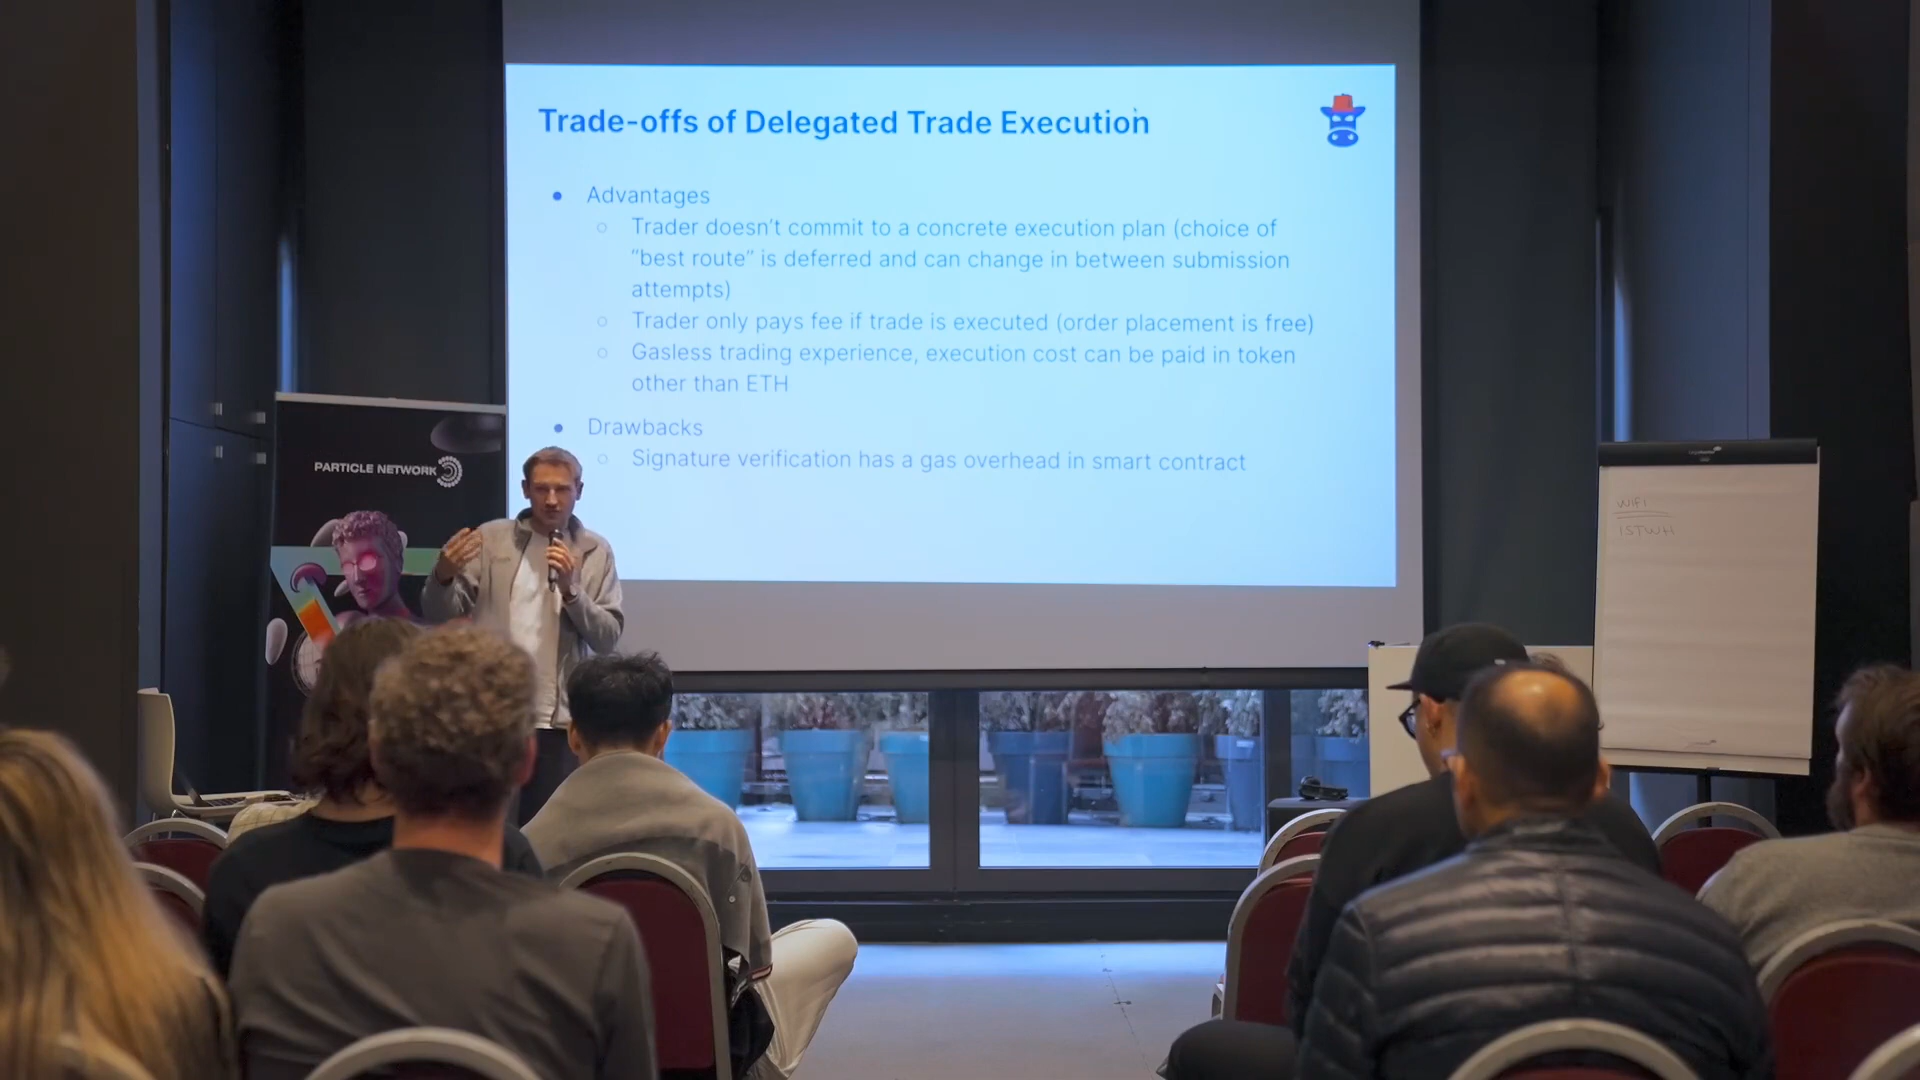 Trade-offs of Delegated Trade Execution
Advantages
Trader doesn't commit to a concrete execution plan (choice of
"best route" is deferred and can change in between submission
attempts)
Trader only pays fee if trade is executed (order placement is free)
Gasless trading experience, execution cost can be paid in token
other than ETH
Drawbacks
Signature verification has a gas overhead in smart contract
PARTICLE NETWORK
WIFI
ISTWH